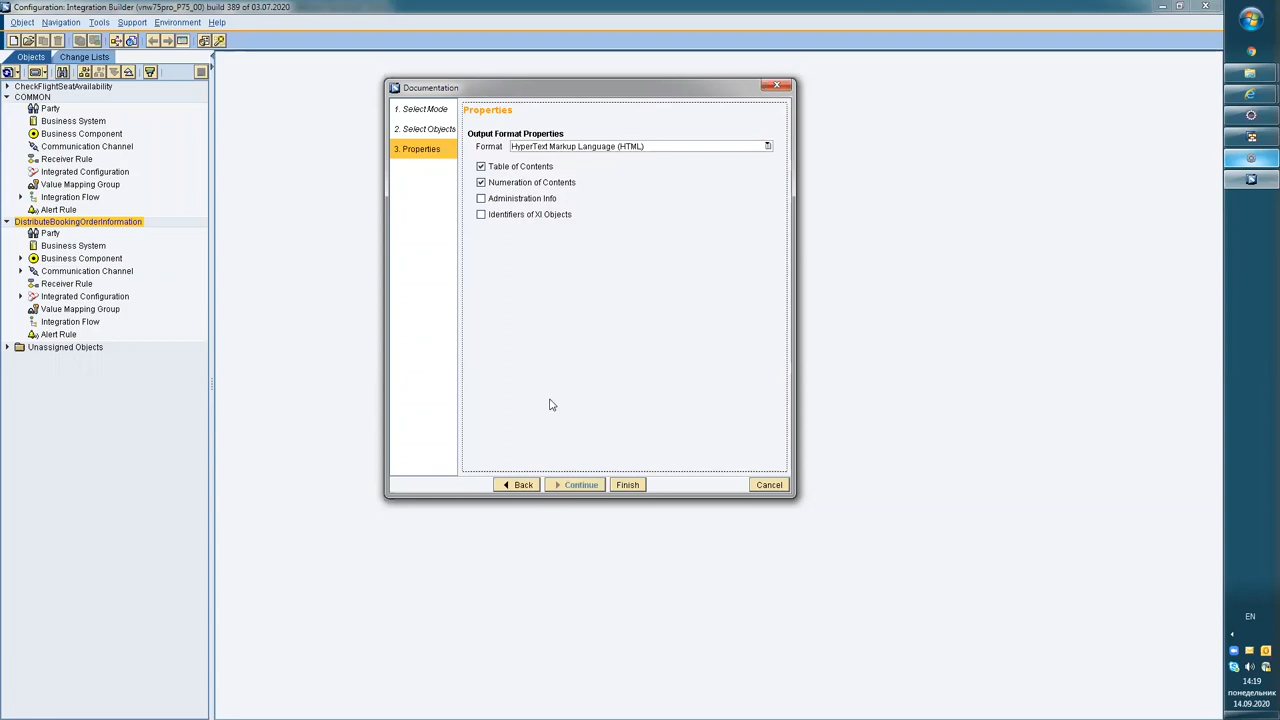 Configuration: Integration Builder (vnw75pro_P75_00) build 389 of 03.07.2020
Object Navigation Tools Support Environment Help
Objects Change Lists
CheckFlightSeatAvailability
COMMON
Party
Business System
Business Component
Communication Channel
Receiver Rule
Integrated Configuration
Value Mapping Group
Integration Flow
Alert Rule
DistributeBookingOrderInformation
Party
Business System
Business Component
Communication Channel
Receiver Rule
Integrated Configuration
Value Mapping Group
Integration Flow
Alert Rule
Unassigned Objects
Documentation
1. Select Mode
2. Select Objects
3. Properties
Properties
Output Format Properties
Format HyperText Markup Language (HTML)
Table of Contents
Numeration of Contents
Administration Info
Identifiers of XI Objects
Back Continue Finish Cancel
EN
14:19
понедельник
14.09.2020